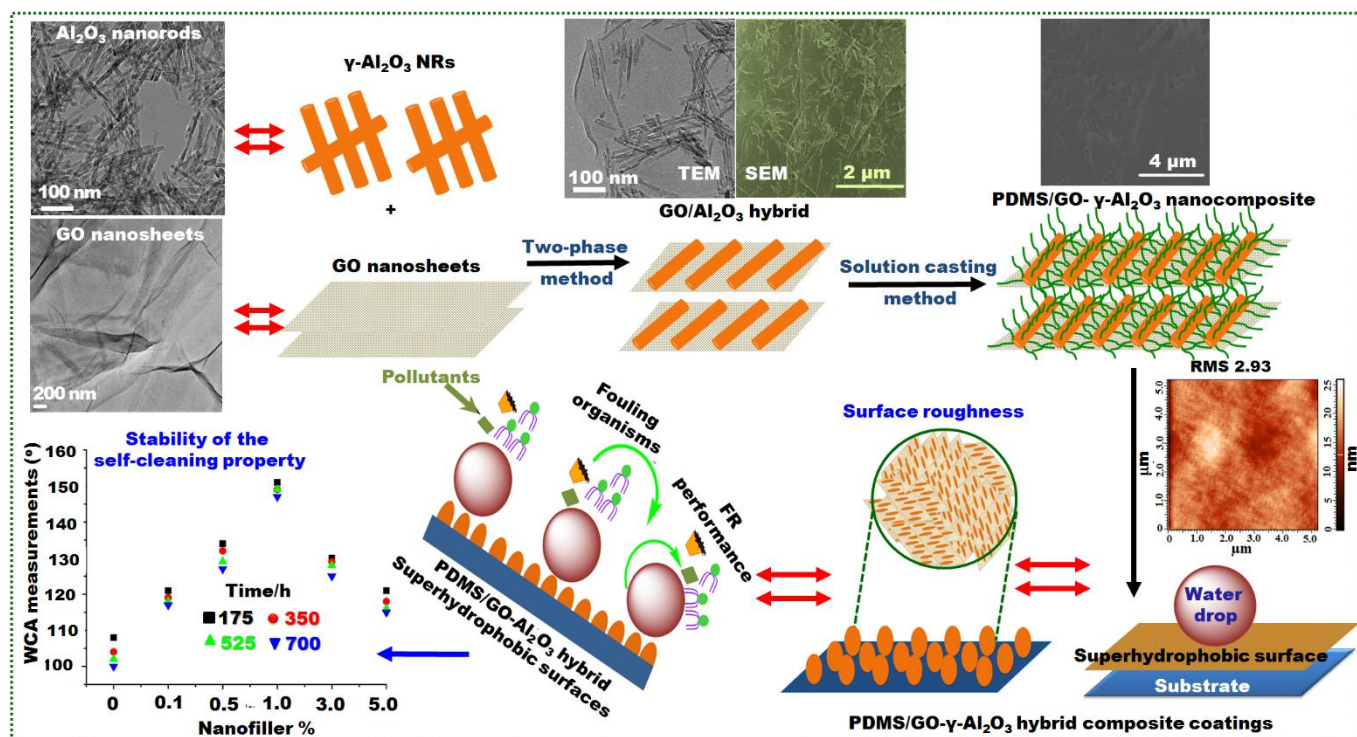 Al₂O₃ nanorods
100 nm
γ-Al₂O₃ NRs
+
TEM
100 nm
SEM
2 µm
4 µm
GO/Al₂O₃ hybrid
PDMS/GO- γ-Al₂O₃ nanocomposite
GO nanosheets
200 nm
GO nanosheets
Two-phase
method
Solution casting
method
RMS 2.93
Pollutants
Fouling
organisms
FR
performance
PDMS/GO-Al₂O₃ hybrid
Superhydrophobic surfaces
Surface roughness
5.0
4.0
3.0
2.0
1.0
0
µm
0 1.0 2.0 3.0 4.0 5.0
µm
25
20
15
10
5
0
nm
Stability of the
self-cleaning property
WCA measurements (°)
160
150
140
130
120
110
100
Time/h
175 350
525 700
0 0.1 0.5 1.0 3.0 5.0
Nanofiller %
Water
drop
Superhydrophobic surface
Substrate
PDMS/GO-γ-Al₂O₃ hybrid composite coatings